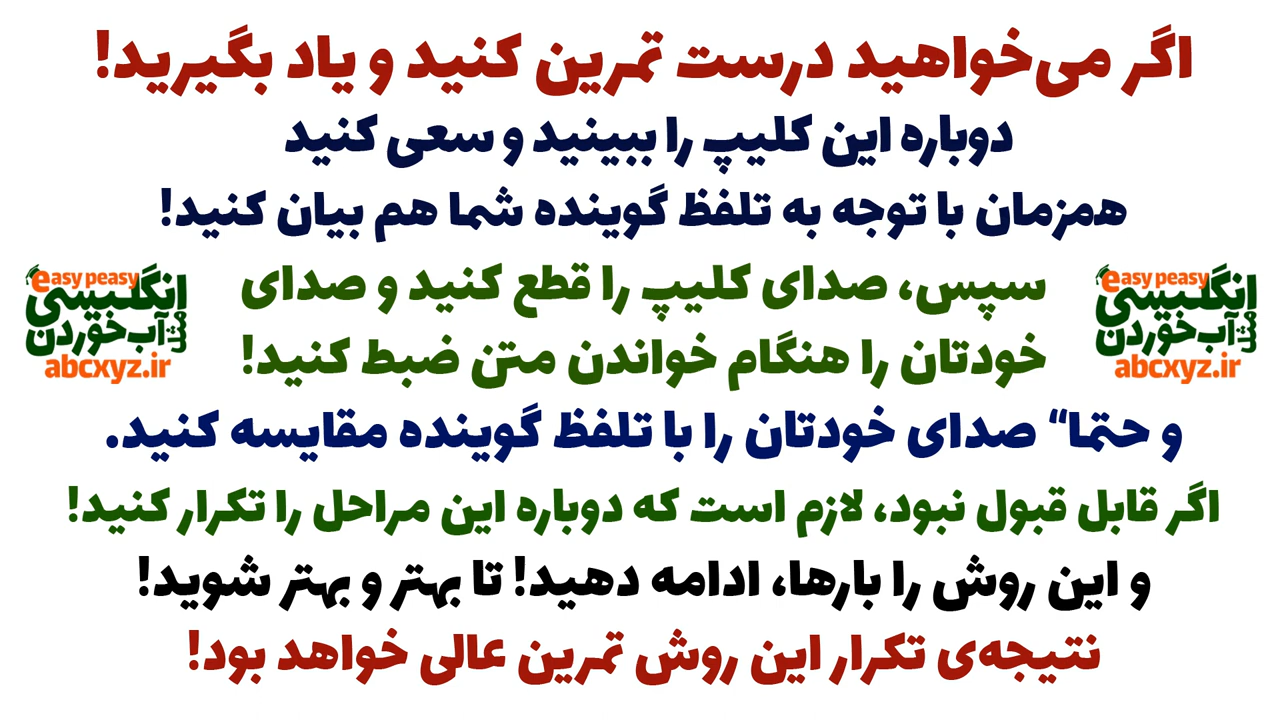 اگر می‌خواهید درست تمرین کنید و یاد بگیرید!
دوباره این کلیپ را ببینید و سعی کنید
همزمان با توجه به تلفظ گوینده شما هم بیان کنید!
سپس، صدای کلیپ را قطع کنید و صدای
خودتان را هنگام خواندن متن ضبط کنید!
و حتما“ صدای خودتان را با تلفظ گوینده مقایسه کنید.
اگر قابل قبول نبود، لازم است که دوباره این مراحل را تکرار کنید!
و این روش را بارها، ادامه دهید! تا بهتر و بهتر شوید!
نتیجه‌ی تکرار این روش تمرین عالی خواهد بود!
easy peasy
انگلیسی
مثل آب خوردن
abcxyz.ir
easy peasy
انگلیسی
مثل آب خوردن
abcxyz.ir